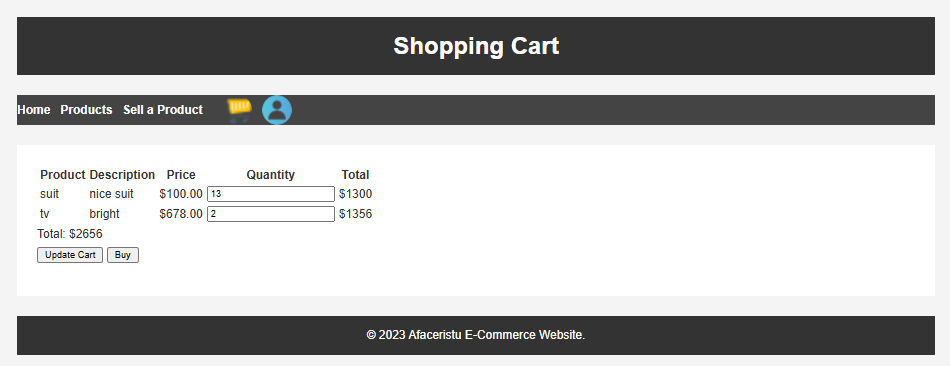 Shopping Cart
Home Products Sell a Product
Product Description Price Quantity Total
suit nice suit $100.00 13 $1300
tv bright $678.00 2 $1356
Total: $2656
Update Cart Buy
© 2023 Afaceristu E-Commerce Website.